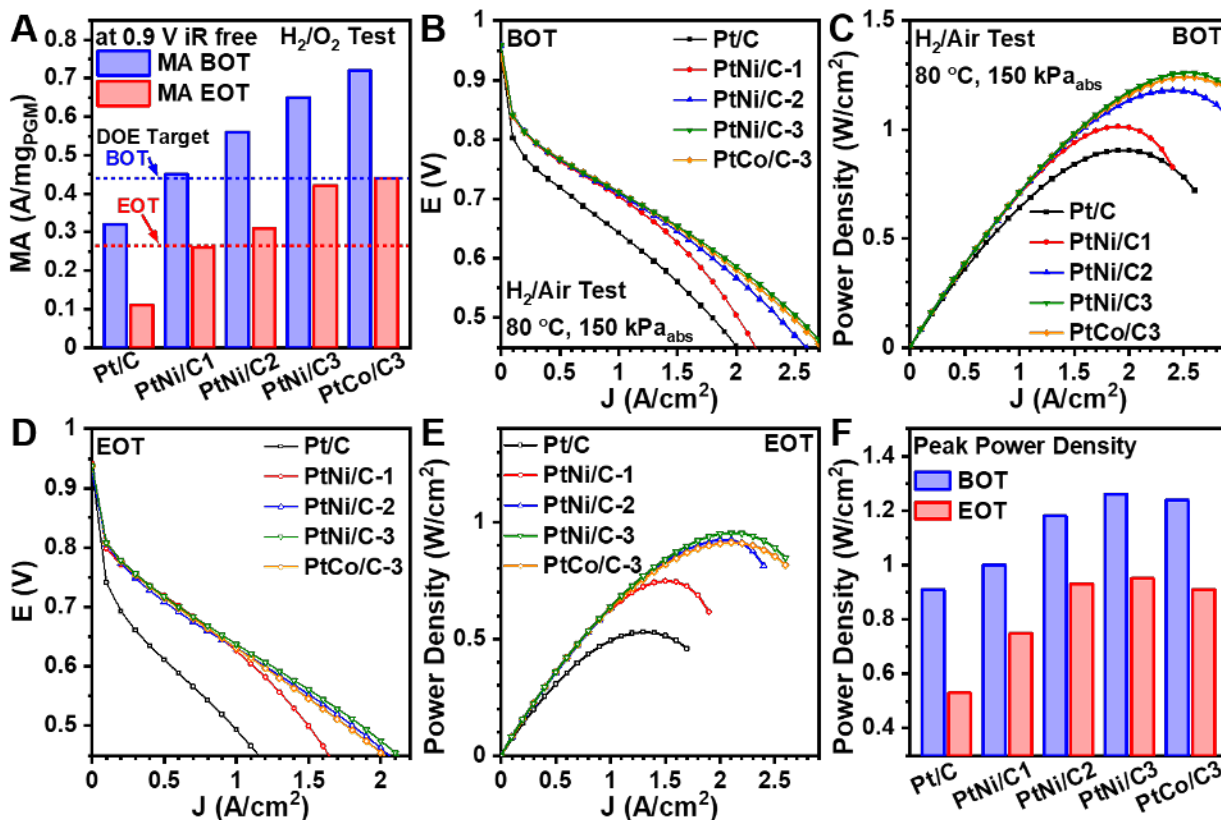 A
at 0.9 V iR free H2/O2 Test
MA BOT
MA EOT
DOE Target
BOT
EOT
MA (A/mgPGM)
0.8
0.7
0.6
0.5
0.4
0.3
0.2
0.1
0
Pt/C
PtNi/C1
PtNi/C2
PtNi/C3
PtCo/C3
B
BOT
Pt/C
PtNi/C-1
PtNi/C-2
PtNi/C-3
PtCo/C-3
H2/Air Test
80 °C, 150 kPaabs
E (V)
1
0.9
0.8
0.7
0.6
0.5
0 0.5 1 1.5 2 2.5
J (A/cm2)
C
H2/Air Test BOT
80 °C, 150 kPaabs
Pt/C
PtNi/C1
PtNi/C2
PtNi/C3
PtCo/C3
Power Density (W/cm2)
1.5
1
0.5
0
0 0.5 1 1.5 2 2.5
J (A/cm2)
D
EOT
Pt/C
PtNi/C-1
PtNi/C-2
PtNi/C-3
PtCo/C-3
E (V)
1
0.9
0.8
0.7
0.6
0.5
0 0.5 1 1.5 2
J (A/cm2)
E
EOT
Pt/C
PtNi/C-1
PtNi/C-2
PtNi/C-3
PtCo/C-3
Power Density (W/cm2)
1
0.5
0
0 0.5 1 1.5 2 2.5
J (A/cm2)
F
Peak Power Density
BOT
EOT
Power Density (W/cm2)
1.4
1.2
1
0.8
0.6
0.4
Pt/C
PtNi/C1
PtNi/C2
PtNi/C3
PtCo/C3